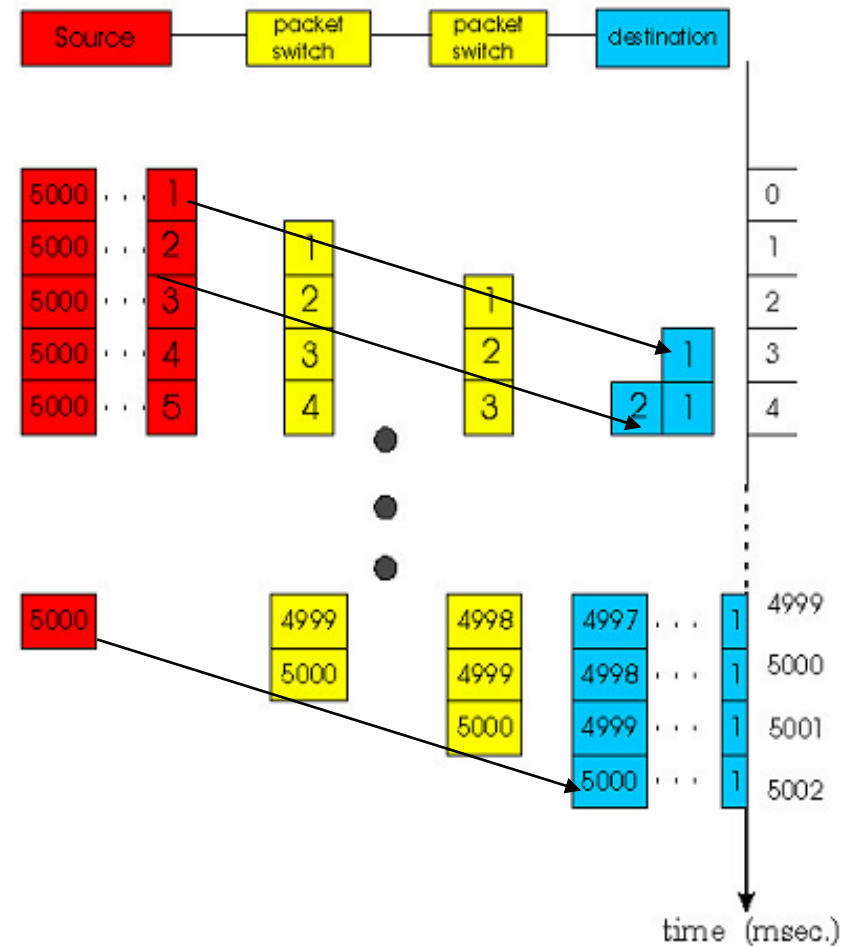 Source
packet
switch
packet
switch
destination
5000 . . . 1
0
5000 . . . 2
1
1
5000 . . . 3
2
1
2
5000 . . . 4
3
2
1
3
5000 . . . 5
4
3
2 1
4
5000
4999
4998
4997 . . . 1
4999
5000
4999
4998 . . . 1
5000
5000
4999 . . . 1
5001
5000 . . . 1
5002
time (msec.)